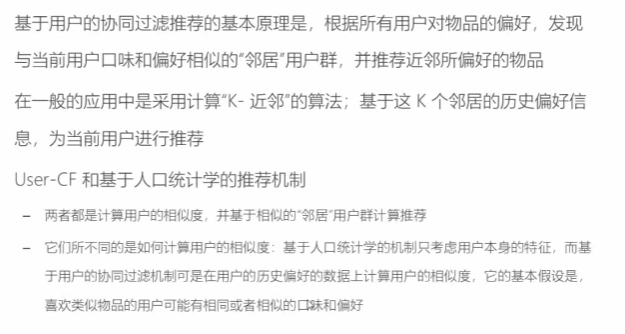 基于用户的协同过滤推荐的基本原理是，根据所有用户对物品的偏好，发现
与当前用户口味和偏好相似的“邻居”用户群，并推荐近邻所偏好的物品
在一般的应用中是采用计算“K- 近邻”的算法；基于这 K 个邻居的历史偏好信
息，为当前用户进行推荐
User-CF 和基于人口统计学的推荐机制
– 两者都是计算用户的相似度，并基于相似的“邻居”用户群计算推荐
– 它们所不同的是如何计算用户的相似度：基于人口统计学的机制只考虑用户本身的特征，而基
于用户的协同过滤机制可是在用户的历史偏好的数据上计算用户的相似度，它的基本假设是，
喜欢类似物品的用户可能有相同或者相似的口味和偏好